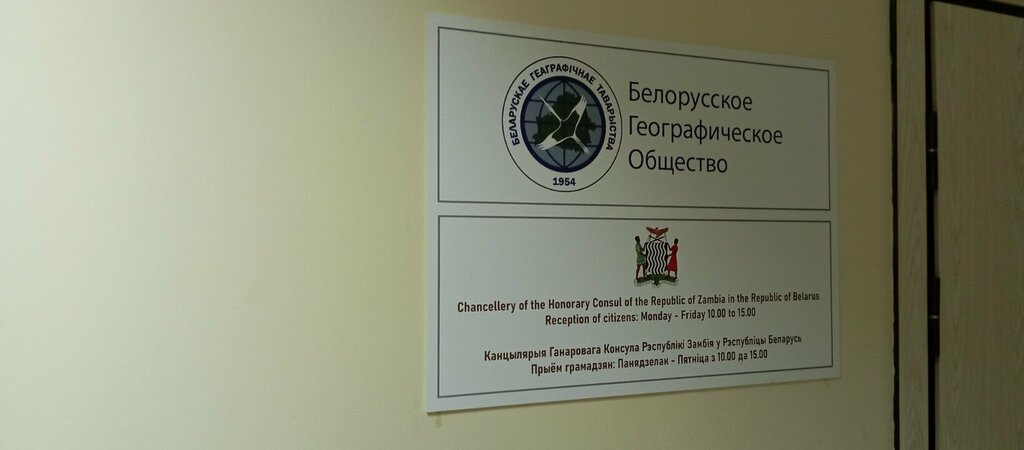 БЕЛАРУСКАЕ ГЕАГРАФІЧНАЕ ТАВАРЫСТВА
1954
Белорусское
Географическое
Общество
Chancellery of the Honorary Consul of the Republic of Zambia in the Republic of Belarus
Reception of citizens: Monday - Friday 10.00 to 15.00
Канцылярыя Ганаровага Консула Рэспублікі Замбія у Рэспубліцы Беларусь
Прыём грамадзян: Панядзелак - Пятніца з 10.00 да 15.00